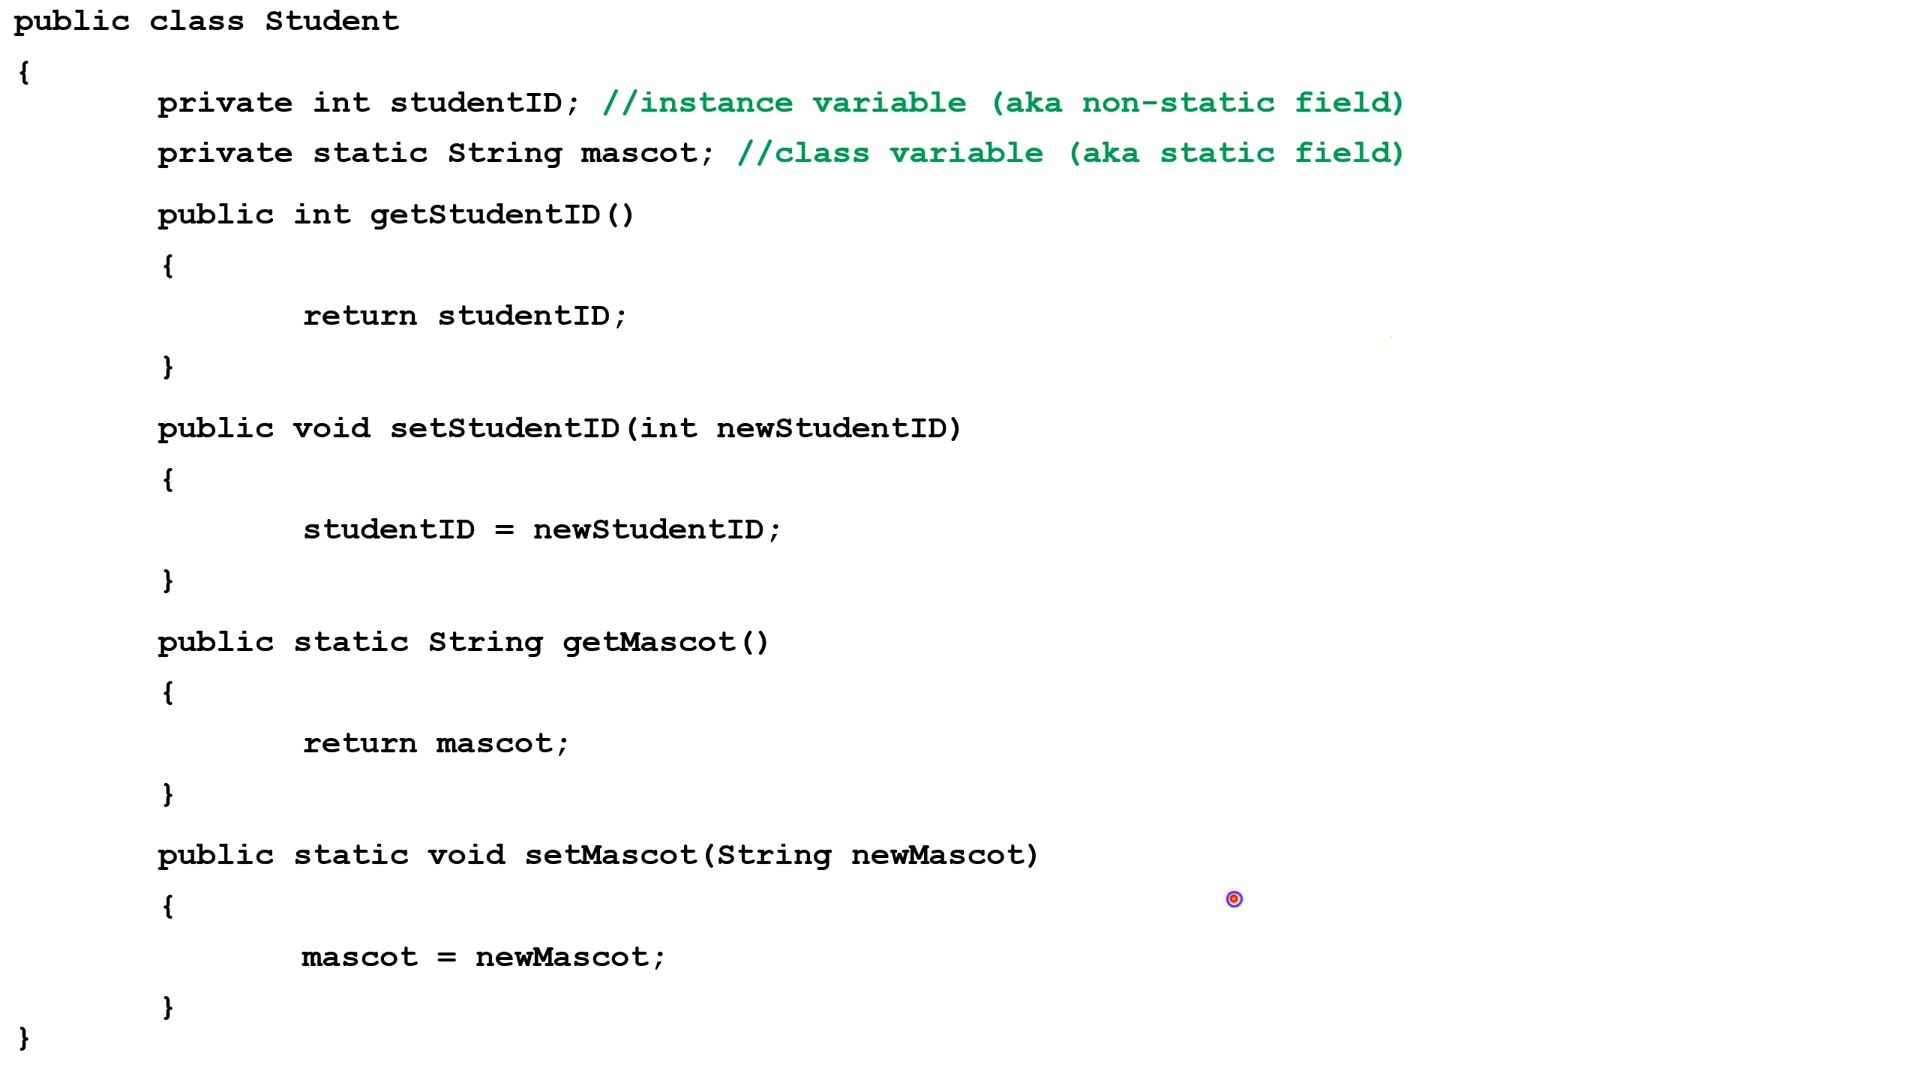 public class Student
{
private int studentID; //instance variable (aka non-static field)
private static String mascot; //class variable (aka static field)
public int getStudentID()
{
return studentID;
}
public void setStudentID(int newStudentID)
{
studentID = newStudentID;
}
public static String getMascot()
{
return mascot;
}
public static void setMascot(String newMascot)
{
mascot = newMascot;
}
}